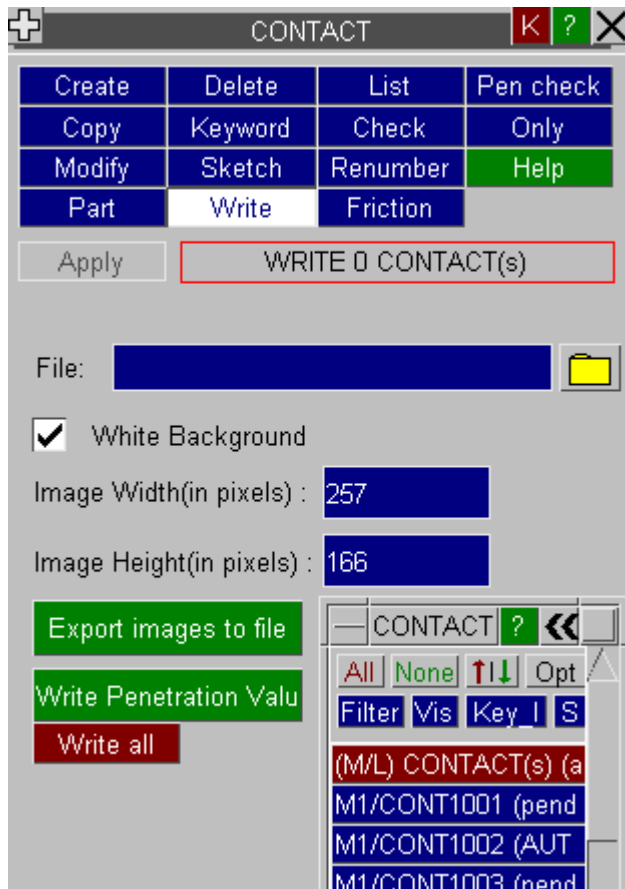 CONTACT K ? X
Create Delete List Pen check
Copy Keyword Check Only
Modify Sketch Renumber Help
Part Write Friction
Apply WRITE 0 CONTACT(s)
File:
White Background
Image Width(in pixels) : 257
Image Height(in pixels) : 166
Export images to file
Write Penetration Valu
Write all
CONTACT ?
All None Opt
Filter Vis Key_I S
(M/L) CONTACT(s) (a
M1/CONT1001 (pend
M1/CONT1002 (AUT
M1/CONT1003 (pend